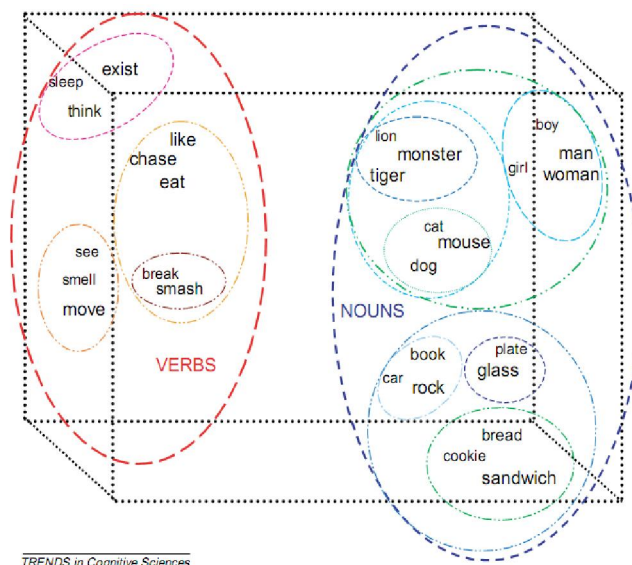 exist
sleep
think
like
chase
eat
see
smell
move
break
smash
VERBS
lion
monster
tiger
cat
mouse
dog
boy
man
girl
woman
NOUNS
book
car
rock
plate
glass
bread
cookie
sandwich
TRENDS in Cognitive Sciences